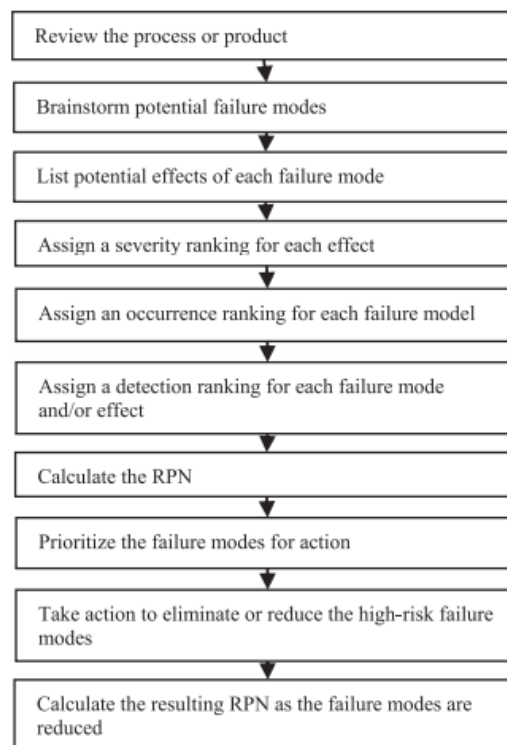 Review the process or product
Brainstorm potential failure modes
List potential effects of each failure mode
Assign a severity ranking for each effect
Assign an occurrence ranking for each failure model
Assign a detection ranking for each failure mode
and/or effect
Calculate the RPN
Prioritize the failure modes for action
Take action to eliminate or reduce the high-risk failure
modes
Calculate the resulting RPN as the failure modes are
reduced